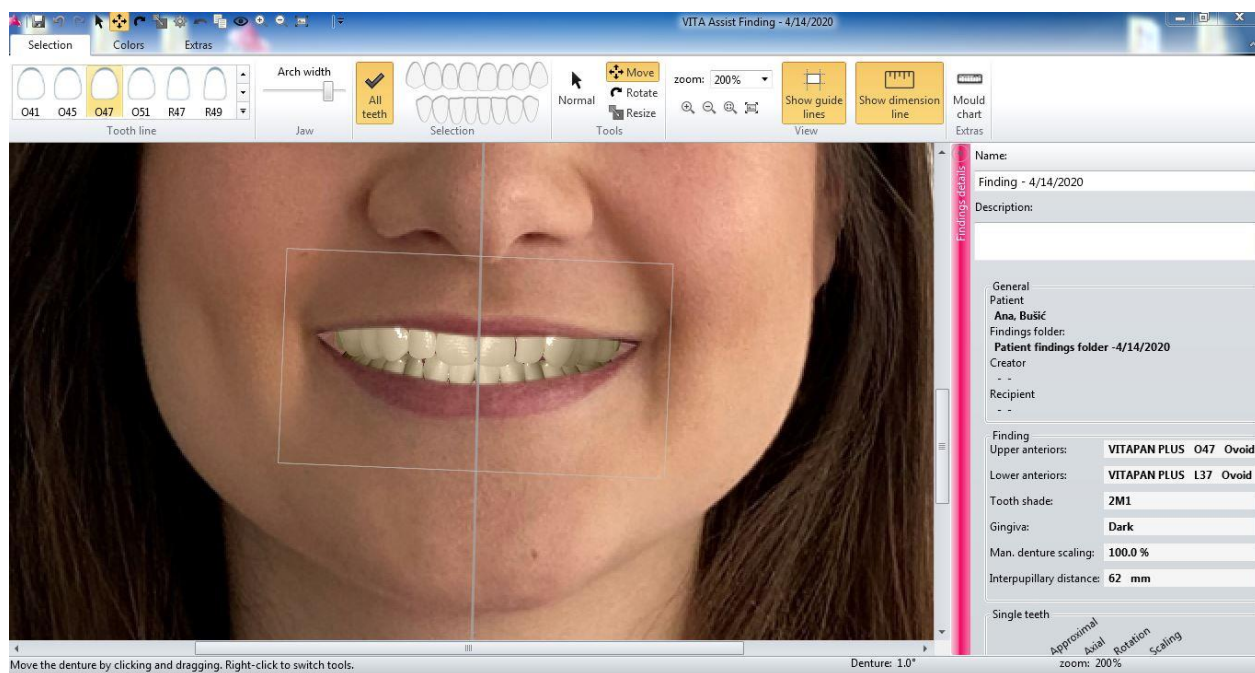 VITA Assist Finding - 4/14/2020
Selection Colors Extras
O41 O45 O47 O51 R47 R49
Tooth line
Arch width
Jaw
All teeth
Selection
Normal
Move
Rotate
Resize
Tools
zoom: 200%
Show guide lines
Show dimension line
View
Mould chart
Extras
Findings details
Name:
Finding - 4/14/2020
Description:
General
Patient
Ana, Bušić
Findings folder:
Patient findings folder -4/14/2020
Creator
- -
Recipient
- -
Finding
Upper anteriors: VITAPAN PLUS O47 Ovoid
Lower anteriors: VITAPAN PLUS L37 Ovoid
Tooth shade: 2M1
Gingiva: Dark
Man. denture scaling: 100.0 %
Interpupillary distance: 62 mm
Single teeth
Approximal Axial Rotation Scaling
Move the denture by clicking and dragging. Right-click to switch tools.
Denture: 1.0°
zoom: 200%